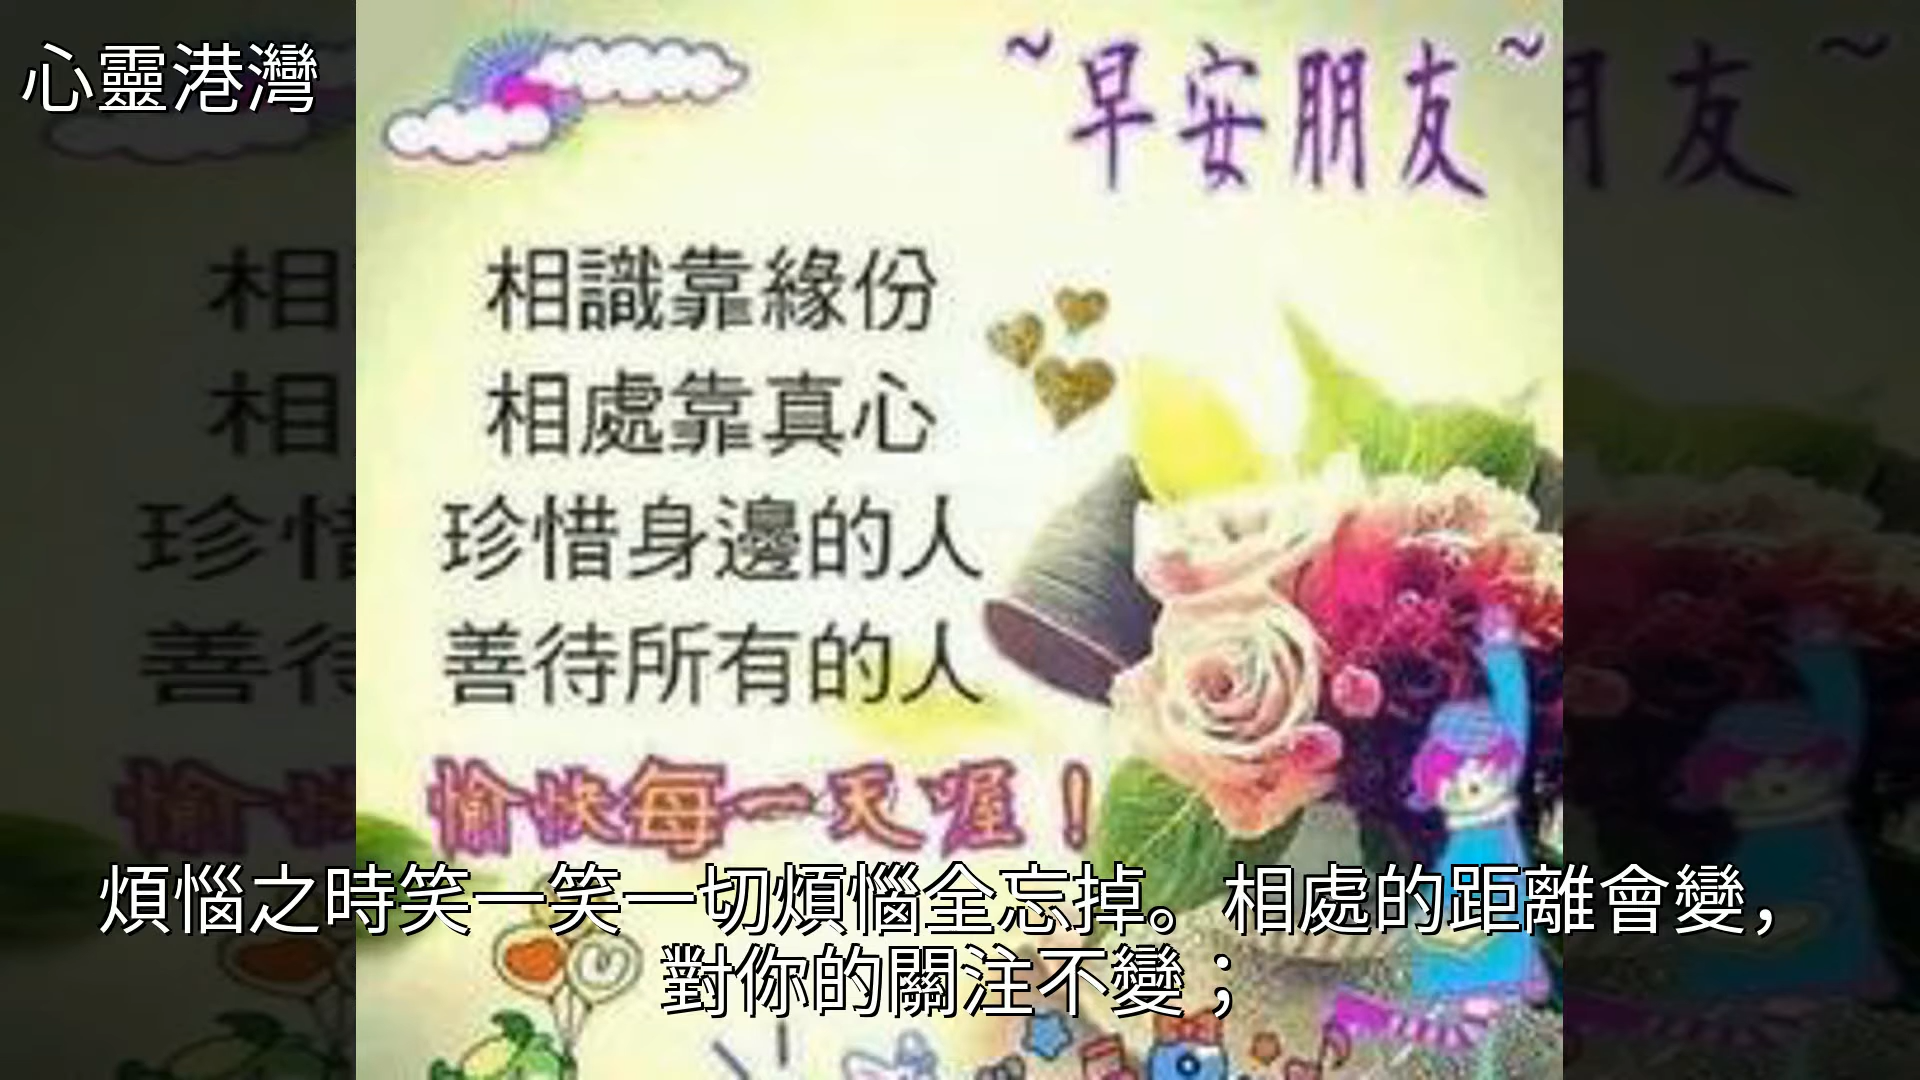 心靈港灣
~早安朋友~
相識靠緣份
相處靠真心
珍惜身邊的人
善待所有的人
愉快每一天喔！
煩惱之時笑一笑一切煩惱全忘掉。相處的距離會變，
對你的關注不變；